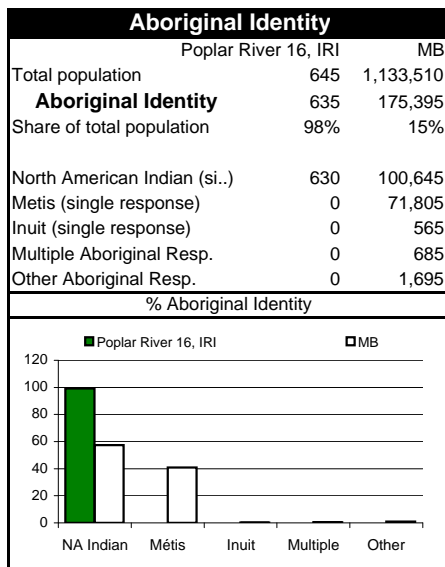 Aboriginal Identity
Poplar River 16, IRI MB
Total population 645 1,133,510
Aboriginal Identity 635 175,395
Share of total population 98% 15%
North American Indian (si..) 630 100,645
Metis (single response) 0 71,805
Inuit (single response) 0 565
Multiple Aboriginal Resp. 0 685
Other Aboriginal Resp. 0 1,695
% Aboriginal Identity
Poplar River 16, IRI MB
120
100
80
60
40
20
0
NA Indian Métis Inuit Multiple Other